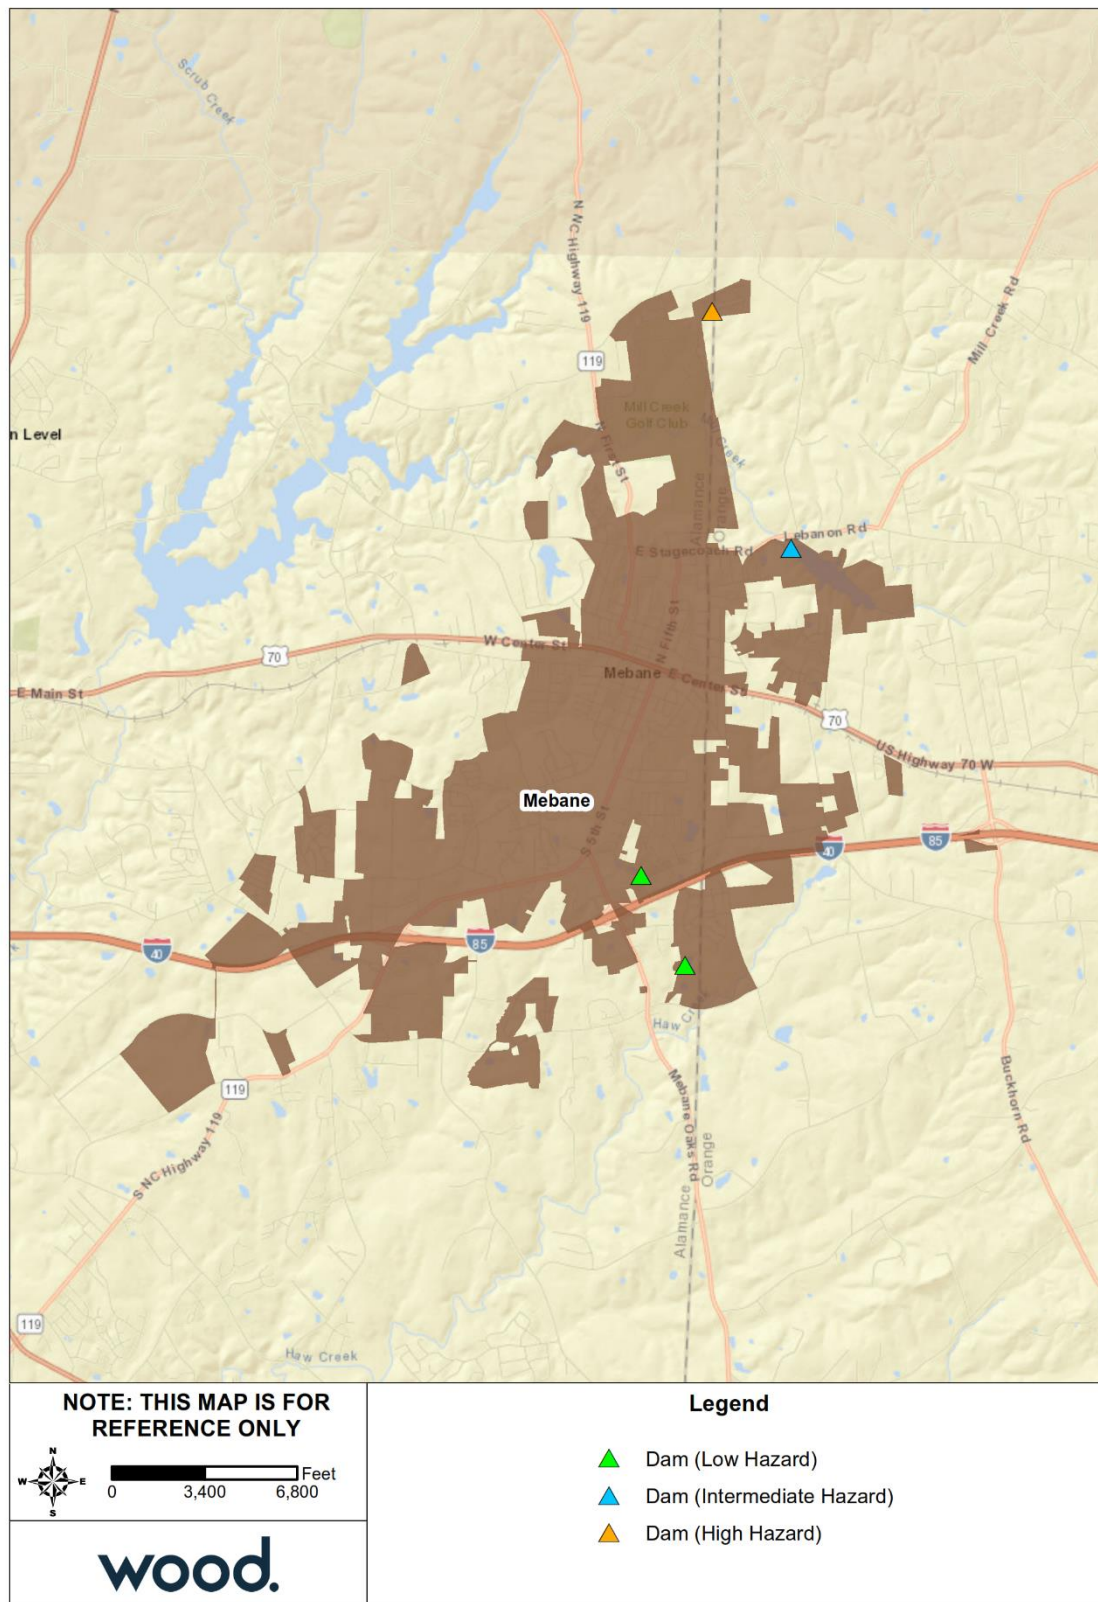 Scrub Creek
N NC Highway 119
Mill Creek Rd
119
n Level
Mill Creek
Golf Club
Mill Creek
N First St
Alamance
Orange
Lebanon Rd
E Stagecoach Rd
N Fifth St
W Center St
70
Mebane
E Center St
E Main St
70
US Highway 70 W
Mebane
S 5th St
40
85
40
85
Haw Creek
119
Mebane Oaks Rd
Buckhorn Rd
Orange
Alamance
S NC Highway 119
119
Haw Creek
NOTE: THIS MAP IS FOR
REFERENCE ONLY
N
W
E
S
Feet
0
3,400
6,800
wood.
Legend
Dam (Low Hazard)
Dam (Intermediate Hazard)
Dam (High Hazard)